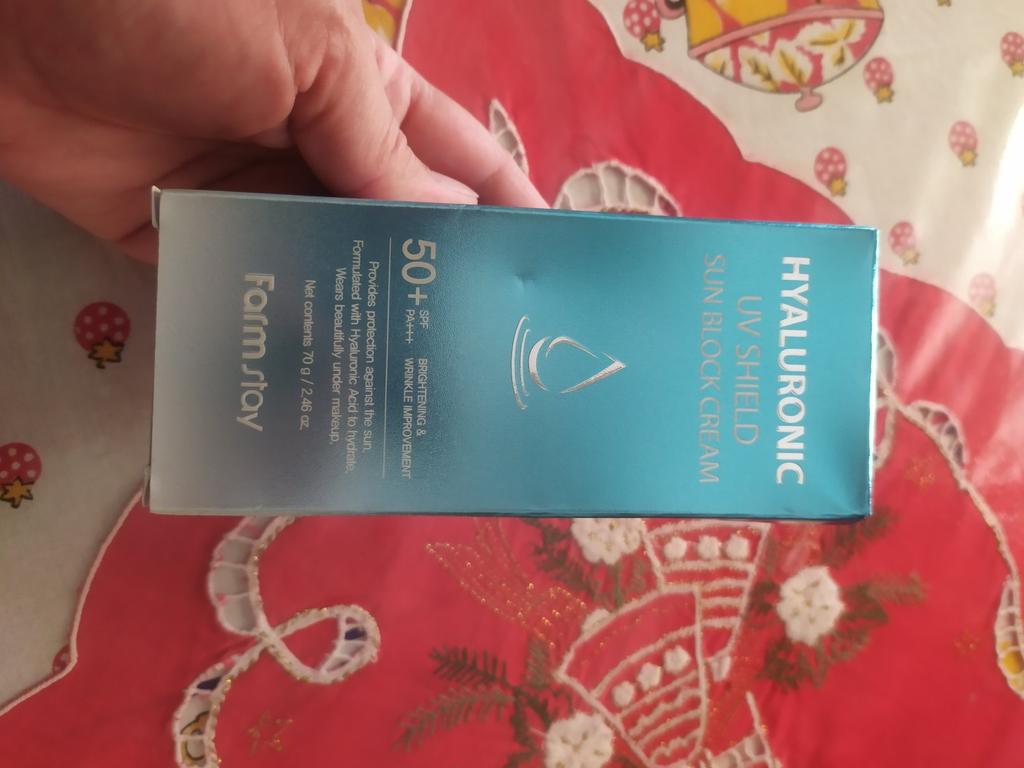 HYALURONIC
UV SHIELD
SUN BLOCK CREAM
50+ SPF PA+++ BRIGHTENING & WRINKLE IMPROVEMENT
Provides protection against the sun.
Formulated with Hyaluronic Acid to hydrate.
Wears beautifully under makeup.
Net contents 70 g / 2.46 oz.
Farm stay